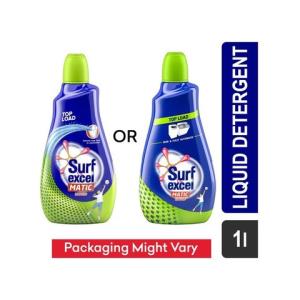 TOP
LOAD
Surf
excel
MATIC
OR
TOP LOAD
Surf
excel
MATIC
Packaging Might Vary
LIQUID DETERGENT
1l